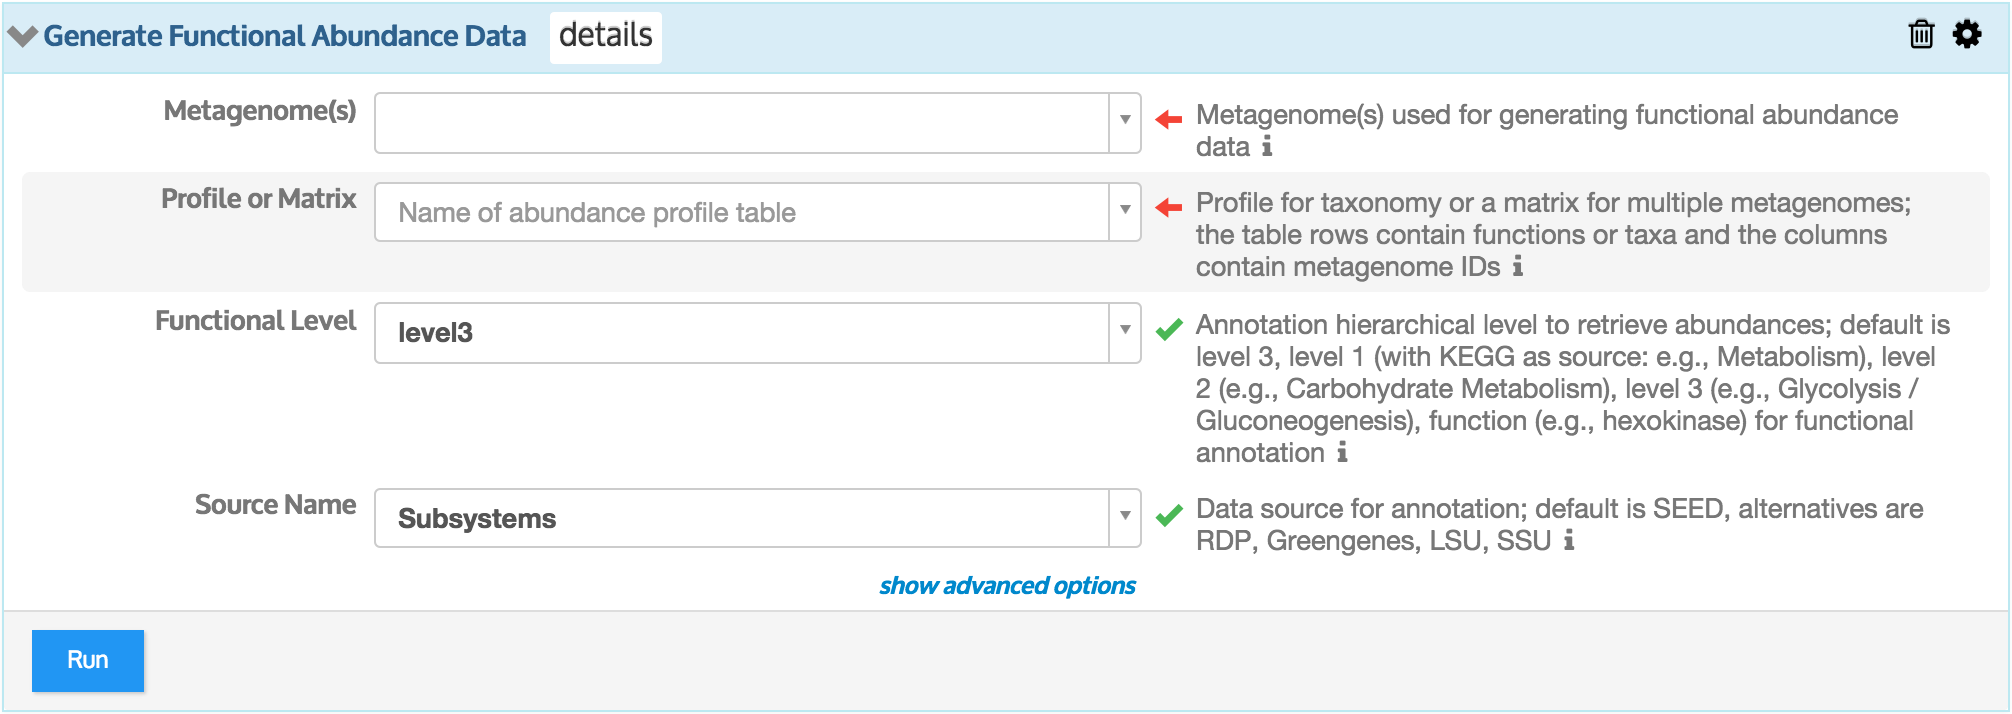 Generate Functional Abundance Data details
Metagenome(s)
Metagenome(s) used for generating functional abundance
data i
Profile or Matrix
Name of abundance profile table
Profile for taxonomy or a matrix for multiple metagenomes;
the table rows contain functions or taxa and the columns
contain metagenome IDs i
Functional Level
level3
Annotation hierarchical level to retrieve abundances; default is
level 3, level 1 (with KEGG as source: e.g., Metabolism), level
2 (e.g., Carbohydrate Metabolism), level 3 (e.g., Glycolysis /
Gluconeogenesis), function (e.g., hexokinase) for functional
annotation i
Source Name
Subsystems
Data source for annotation; default is SEED, alternatives are
RDP, Greengenes, LSU, SSU i
show advanced options
Run